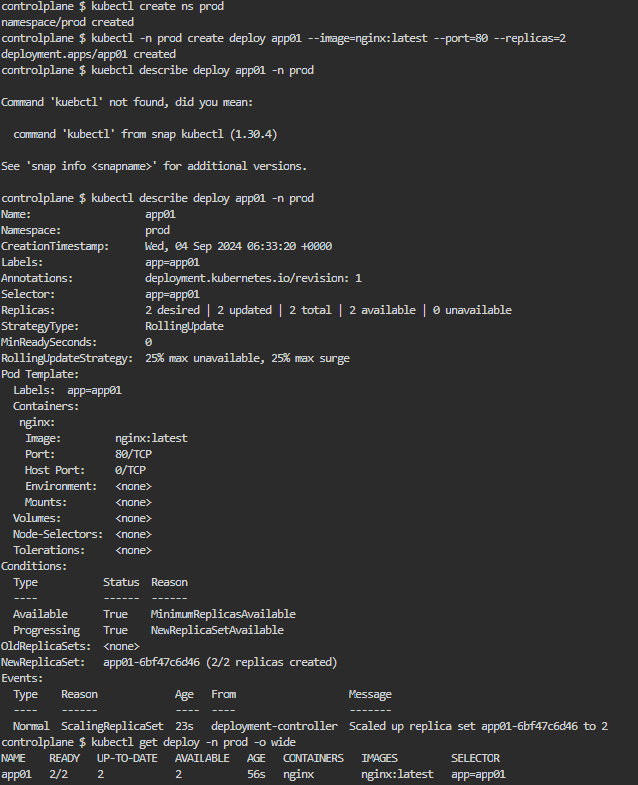 controlplane $ kubectl create ns prod
namespace/prod created
controlplane $ kubectl -n prod create deploy app01 --image=nginx:latest --port=80 --replicas=2
deployment.apps/app01 created
controlplane $ kuebctl describe deploy app01 -n prod
Command 'kuebctl' not found, did you mean:
command 'kubectl' from snap kubectl (1.30.4)
See 'snap info <snapname>' for additional versions.
controlplane $ kubectl describe deploy app01 -n prod
Name: app01
Namespace: prod
CreationTimestamp: Wed, 04 Sep 2024 06:33:20 +0000
Labels: app=app01
Annotations: deployment.kubernetes.io/revision: 1
Selector: app=app01
Replicas: 2 desired | 2 updated | 2 total | 2 available | 0 unavailable
StrategyType: RollingUpdate
MinReadySeconds: 0
RollingUpdateStrategy: 25% max unavailable, 25% max surge
Pod Template:
Labels: app=app01
Containers:
nginx:
Image: nginx:latest
Port: 80/TCP
Host Port: 0/TCP
Environment: <none>
Mounts: <none>
Volumes: <none>
Node-Selectors: <none>
Tolerations: <none>
Conditions:
Type Status Reason
---- ------ ------
Available True MinimumReplicasAvailable
Progressing True NewReplicaSetAvailable
OldReplicaSets: <none>
NewReplicaSet: app01-6bf47c6d46 (2/2 replicas created)
Events:
Type Reason Age From Message
---- ------ ---- ---- -------
Normal ScalingReplicaSet 23s deployment-controller Scaled up replica set app01-6bf47c6d46 to 2
controlplane $ kubectl get deploy -n prod -o wide
NAME READY UP-TO-DATE AVAILABLE AGE CONTAINERS IMAGES SELECTOR
app01 2/2 2 2 56s nginx nginx:latest app=app01